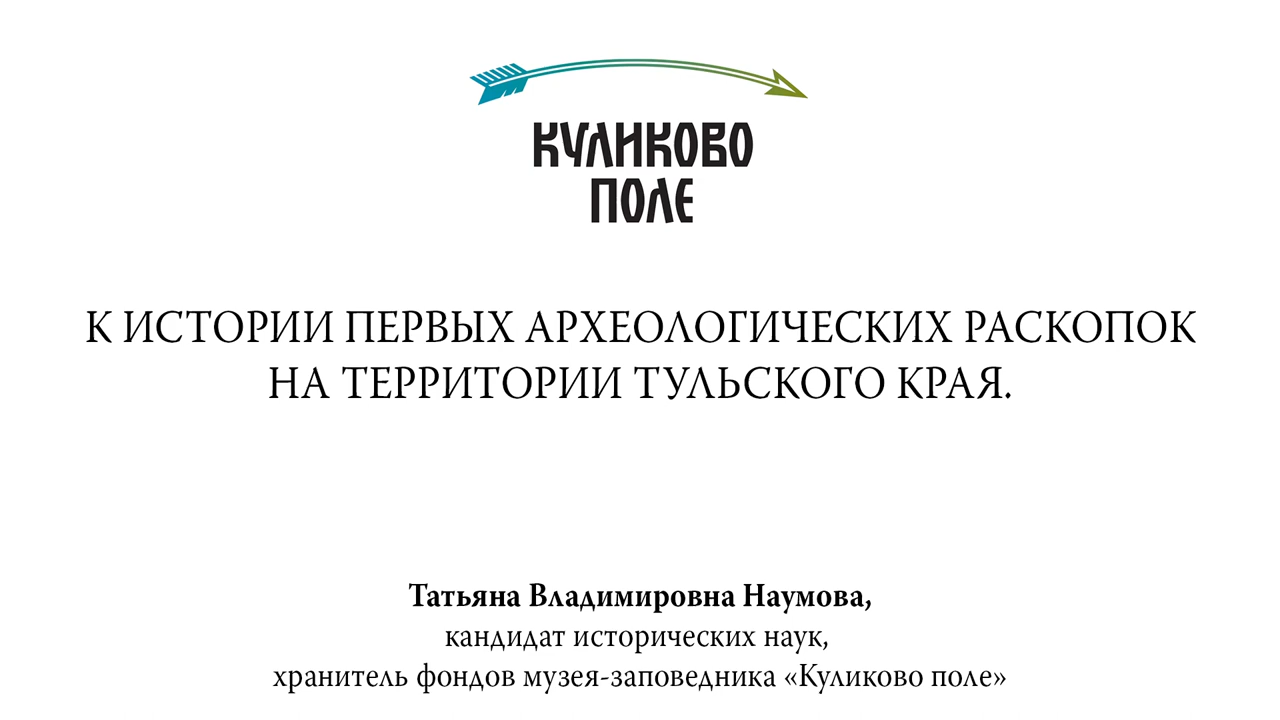 КУЛИКОВО
ПОЛЕ
К ИСТОРИИ ПЕРВЫХ АРХЕОЛОГИЧЕСКИХ РАСКОПОК
НА ТЕРРИТОРИИ ТУЛЬСКОГО КРАЯ.
Татьяна Владимировна Наумова,
кандидат исторических наук,
хранитель фондов музея-заповедника «Куликово поле»